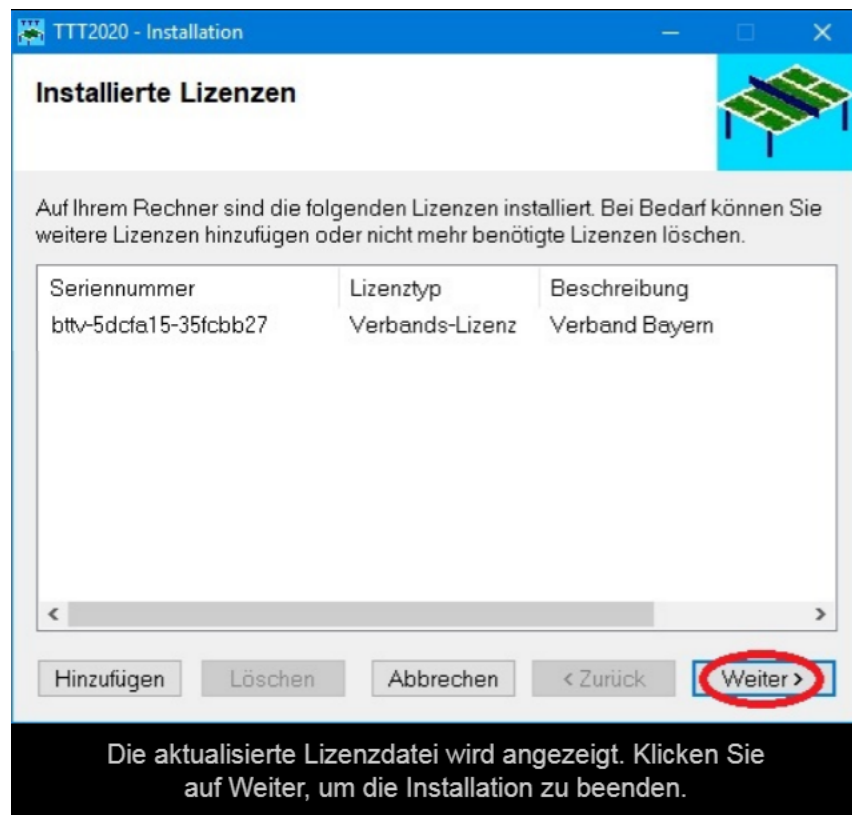 TTT2020 - Installation
Installierte Lizenzen
Auf Ihrem Rechner sind die folgenden Lizenzen installiert. Bei Bedarf können Sie
weitere Lizenzen hinzufügen oder nicht mehr benötigte Lizenzen löschen.
Seriennummer Lizenztyp Beschreibung
bttv-5dcfa15-35fcbb27 Verbands-Lizenz Verband Bayern
Hinzufügen Löschen Abbrechen < Zurück Weiter >
Die aktualisierte Lizenzdatei wird angezeigt. Klicken Sie
auf Weiter, um die Installation zu beenden.